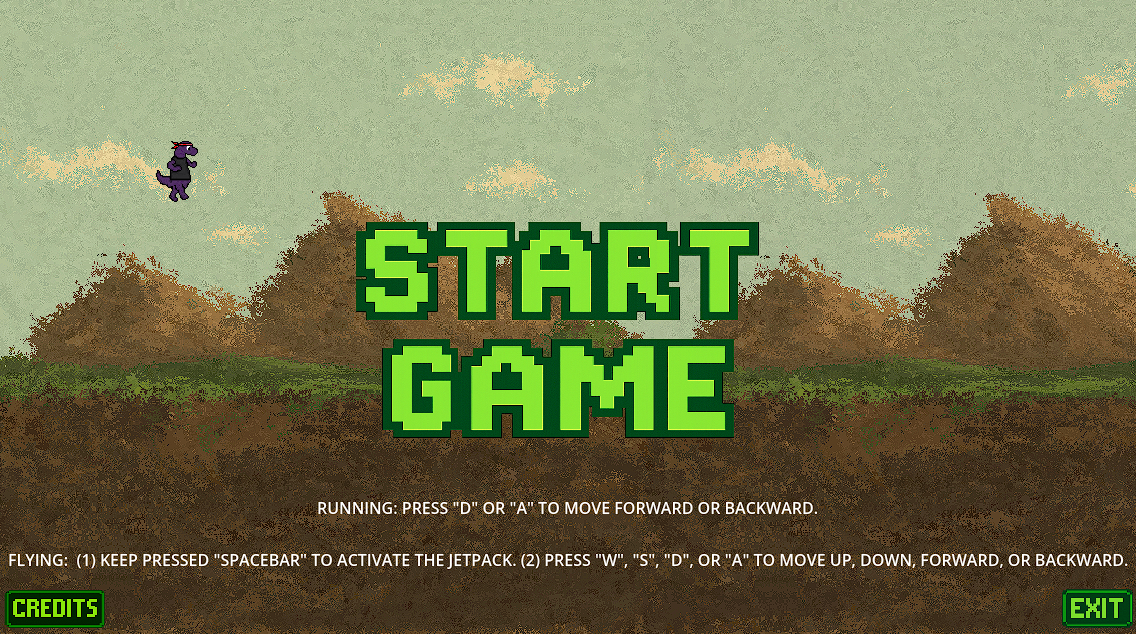 START
GAME
RUNNING: PRESS "D" OR "A" TO MOVE FORWARD OR BACKWARD.
FLYING: (1) KEEP PRESSED "SPACEBAR" TO ACTIVATE THE JETPACK. (2) PRESS "W", "S", "D", OR "A" TO MOVE UP, DOWN, FORWARD, OR BACKWARD.
CREDITS
EXIT